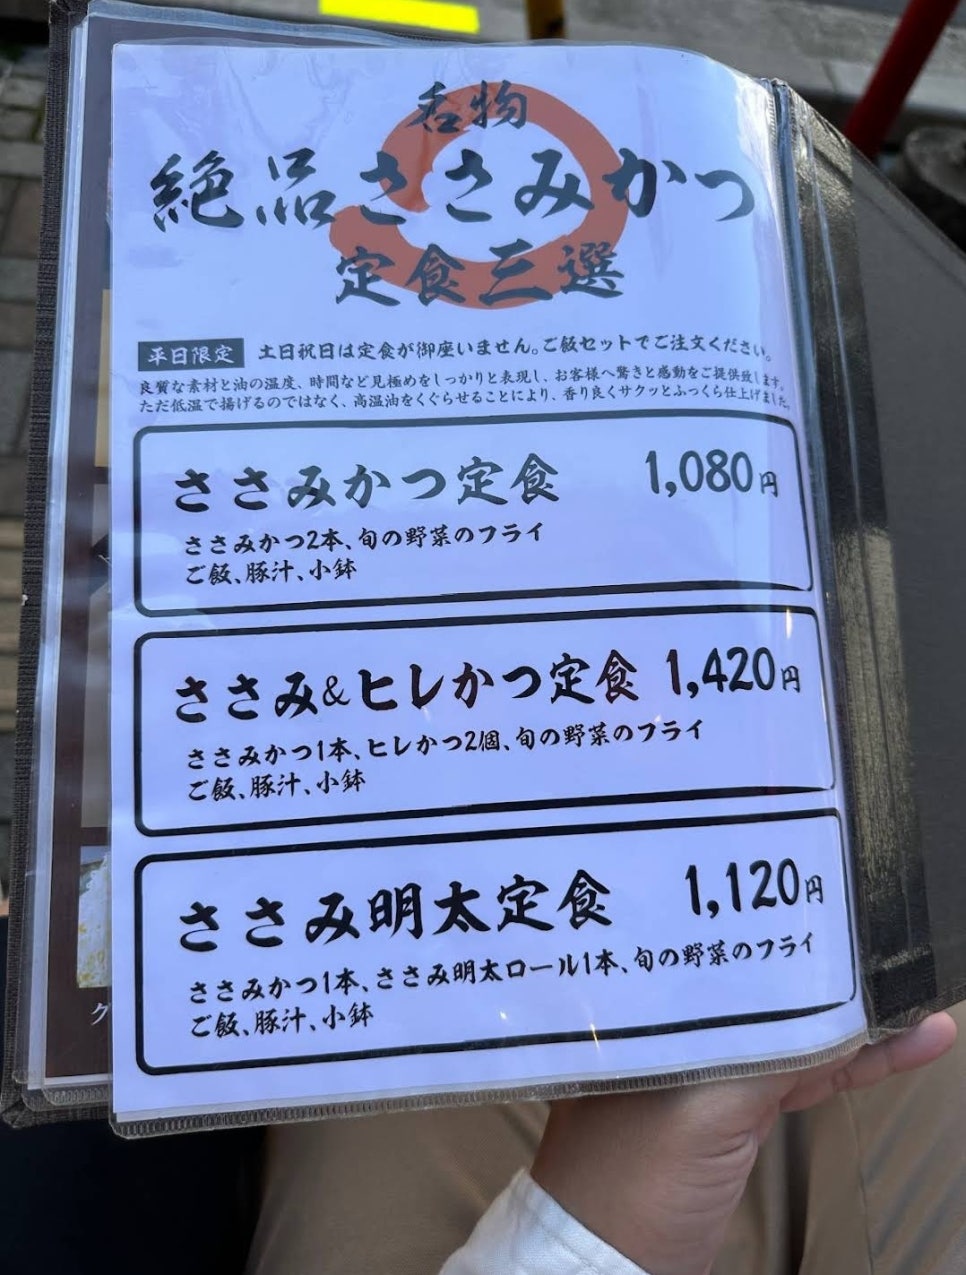 名物
絶品ささみかつ
定食三選
平日限定 土日祝日は定食が御座いません。ご飯セットでご注文ください。
良質な素材と油の温度、時間など見極めをしっかりと表現し、お客様へ驚きと感動をご提供致します。
ただ低温で揚げるのではなく、高温油をくぐらせることにより、香り良くサクッとふっくら仕上げました。
ささみかつ定食 1,080円
ささみかつ2本、旬の野菜のフライ
ご飯、豚汁、小鉢
ささみ&ヒレかつ定食 1,420円
ささみかつ1本、ヒレかつ2個、旬の野菜のフライ
ご飯、豚汁、小鉢
ささみ明太定食 1,120円
ささみかつ1本、ささみ明太ロール1本、旬の野菜のフライ
ご飯、豚汁、小鉢
ク